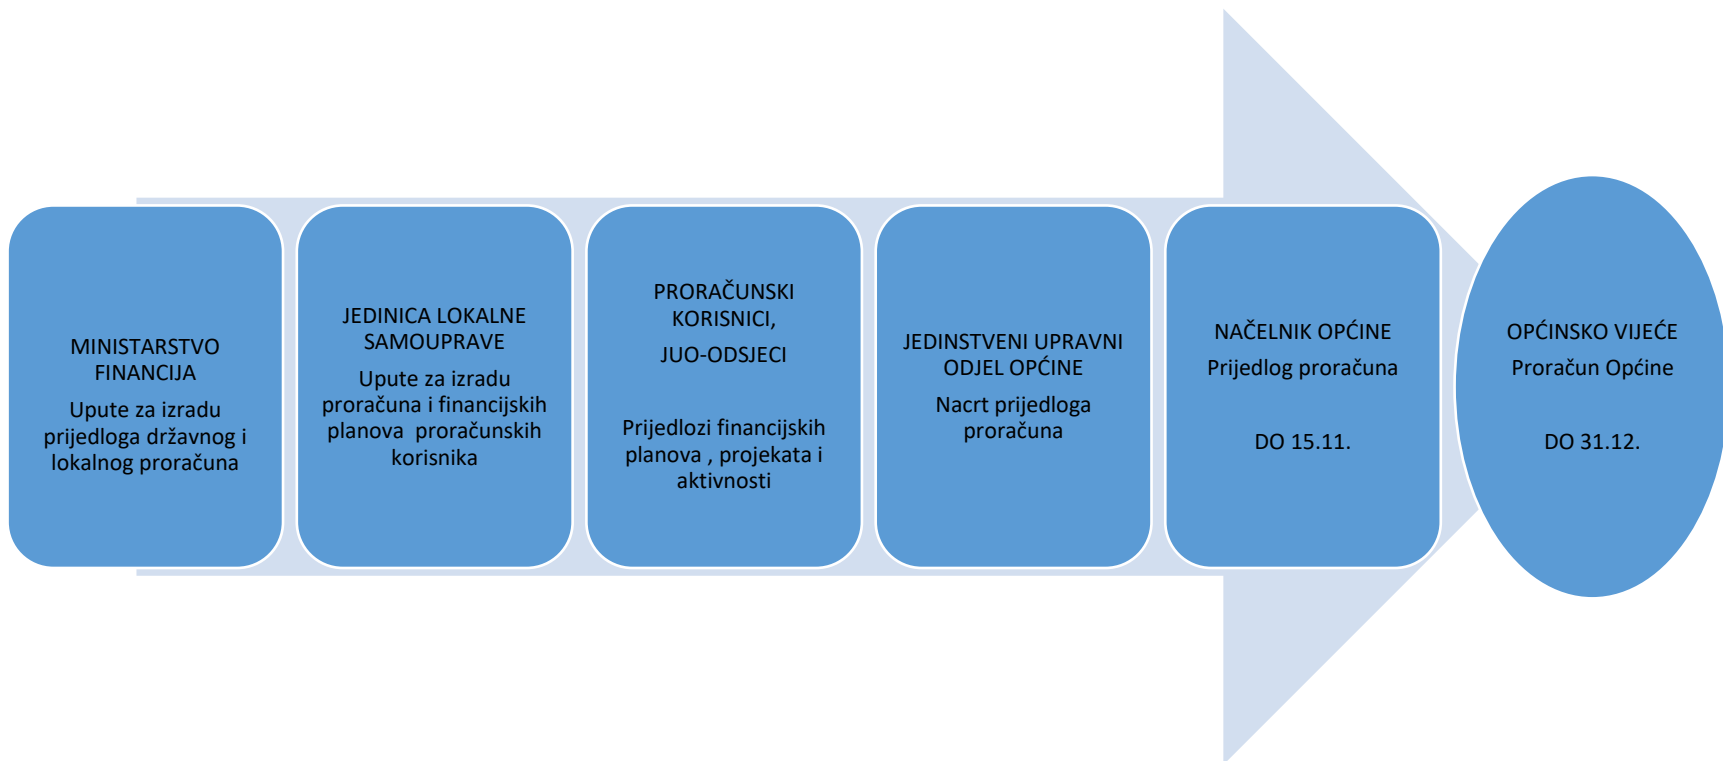 MINISTARSTVO
FINANCIJA
Upute za izradu
prijedloga državnog i
lokalnog proračuna
JEDINICA LOKALNE
SAMOUPRAVE
Upute za izradu
proračuna i financijskih
planova  proračunskih
korisnika
PRORAČUNSKI
KORISNICI,
JUO-ODSJECI
Prijedlozi financijskih
planova , projekata i
aktivnosti
JEDINSTVENI UPRAVNI
ODJEL OPĆINE
Nacrt prijedloga
proračuna
NAČELNIK OPĆINE
Prijedlog proračuna
DO 15.11.
OPĆINSKO VIJEĆE
Proračun Općine
DO 31.12.